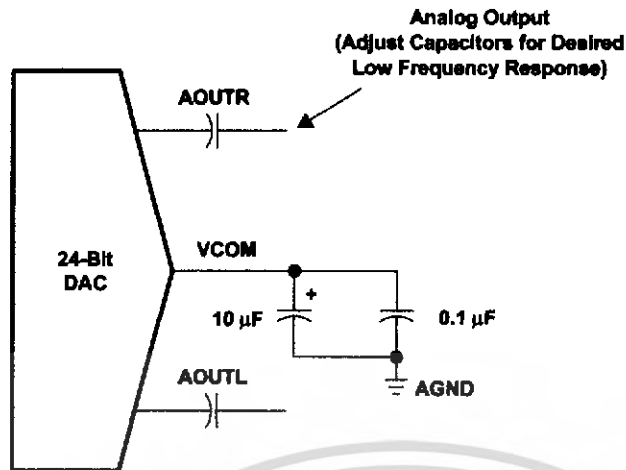 Analog Output
(Adjust Capacitors for Desired
Low Frequency Response)
AOUTR
24-Bit
DAC
VCOM
+
10 µF
0.1 µF
AGND
AOUTL